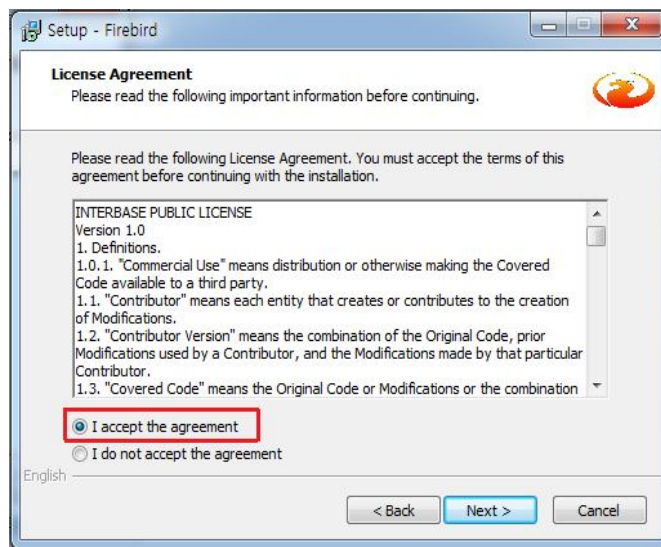 Setup - Firebird
License Agreement
Please read the following important information before continuing.
Please read the following License Agreement. You must accept the terms of this
agreement before continuing with the installation.
INTERBASE PUBLIC LICENSE
Version 1.0
1. Definitions.
1.0.1. "Commercial Use" means distribution or otherwise making the Covered
Code available to a third party.
1.1. "Contributor" means each entity that creates or contributes to the creation
of Modifications.
1.2. "Contributor Version" means the combination of the Original Code, prior
Modifications used by a Contributor, and the Modifications made by that particular
Contributor.
1.3. "Covered Code" means the Original Code or Modifications or the combination
I accept the agreement
I do not accept the agreement
English
< Back
Next >
Cancel